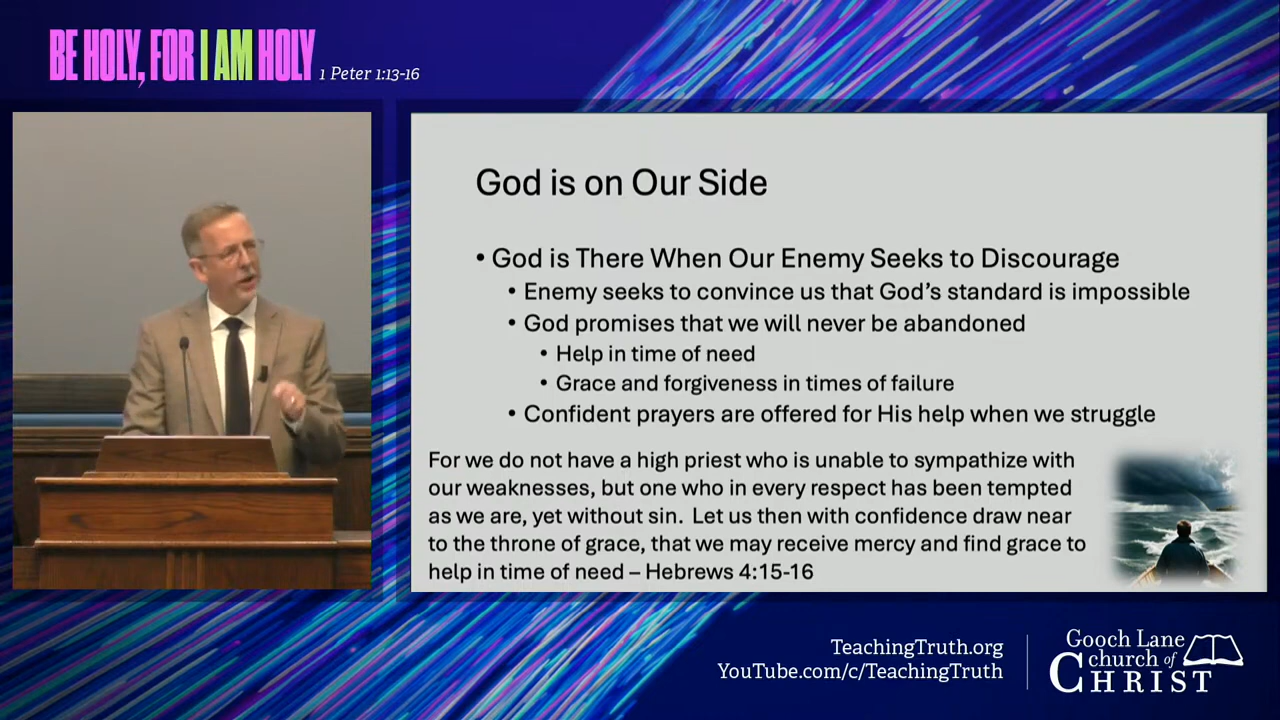 BE HOLY, FOR I AM HOLY 1 Peter 1:13-16
God is on Our Side
• God is There When Our Enemy Seeks to Discourage
• Enemy seeks to convince us that God’s standard is impossible
• God promises that we will never be abandoned
• Help in time of need
• Grace and forgiveness in times of failure
• Confident prayers are offered for His help when we struggle
For we do not have a high priest who is unable to sympathize with
our weaknesses, but one who in every respect has been tempted
as we are, yet without sin.  Let us then with confidence draw near
to the throne of grace, that we may receive mercy and find grace to
help in time of need – Hebrews 4:15-16
TeachingTruth.org
YouTube.com/c/TeachingTruth
Gooch Lane
church of
CHRIST